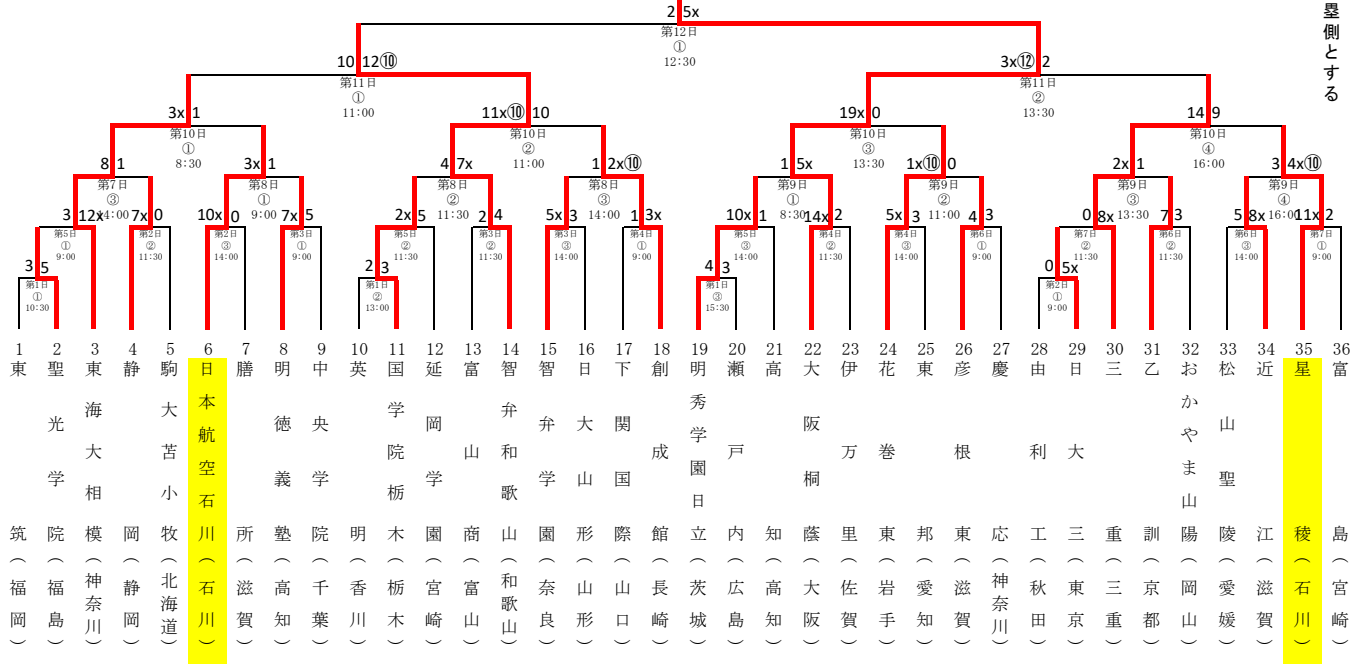 塁側とする
2 5x
第12日
①
12:30
10 12⑩
第11日
①
11:00
3x⑫ 2
第11日
②
13:30
3x 1
第10日
①
8:30
11x⑩ 10
第10日
②
11:00
19x 0
第10日
③
13:30
14 9
第10日
④
16:00
8 1
第7日
③
14:00
3x 1
第8日
①
9:00
4 7x
第8日
②
11:30
1 2x⑩
第8日
③
14:00
1 5x
第9日
①
8:30
1x⑩ 0
第9日
②
11:00
2x 1
第9日
③
13:30
3 4x⑩
第9日
④
16:00
3 12x
第5日
①
9:00
7x 0
第2日
②
11:30
10x 0
第2日
③
14:00
7x 5
第3日
①
9:00
2x 5
第5日
②
11:30
2 4
第3日
②
11:30
5x 3
第3日
③
14:00
1 3x
第4日
①
9:00
10x 1
第5日
③
14:00
14x 2
第4日
②
11:30
5x 3
第4日
③
14:00
4 3
第6日
①
9:00
0 8x
第7日
②
11:30
7 3
第6日
②
11:30
5 8x
第6日
③
14:00
11x 2
第7日
①
9:00
3 5
第1日
①
10:30
2 3
第1日
②
13:00
4 3
第1日
③
15:30
0 5x
第2日
①
9:00
1 東筑（福岡）
2 聖光学院（福島）
3 東海大相模（神奈川）
4 静岡（静岡）
5 駒大苫小牧（北海道）
6 日本航空石川（石川）
7 膳所（滋賀）
8 明徳義塾（高知）
9 中央学院（千葉）
10 英明（香川）
11 国学院栃木（栃木）
12 延岡学園（宮崎）
13 富山商（富山）
14 智弁和歌山（和歌山）
15 智弁学園（奈良）
16 日大山形（山形）
17 下関国際（山口）
18 創成館（長崎）
19 明秀学園日立（茨城）
20 瀬戸内（広島）
21 高知（高知）
22 大阪桐蔭（大阪）
23 伊万里（佐賀）
24 花巻東（岩手）
25 東邦（愛知）
26 彦根東（滋賀）
27 慶応（神奈川）
28 由利工（秋田）
29 日大三（東京）
30 三重（三重）
31 乙訓（京都）
32 おかやま山陽（岡山）
33 松山聖陵（愛媛）
34 近江（滋賀）
35 星稜（石川）
36 富島（宮崎）